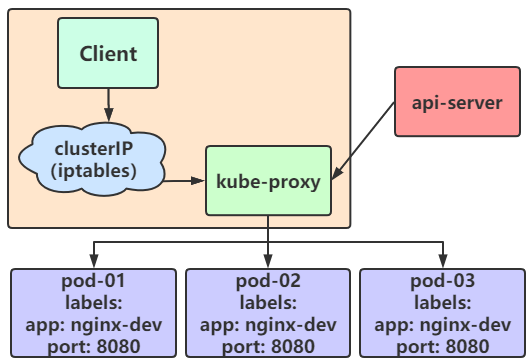 Client
clusterIP
（iptables）
api-server
kube-proxy
pod-01
labels:
app: nginx-dev
port: 8080
pod-02
labels:
app: nginx-dev
port: 8080
pod-03
labels:
app: nginx-dev
port: 8080